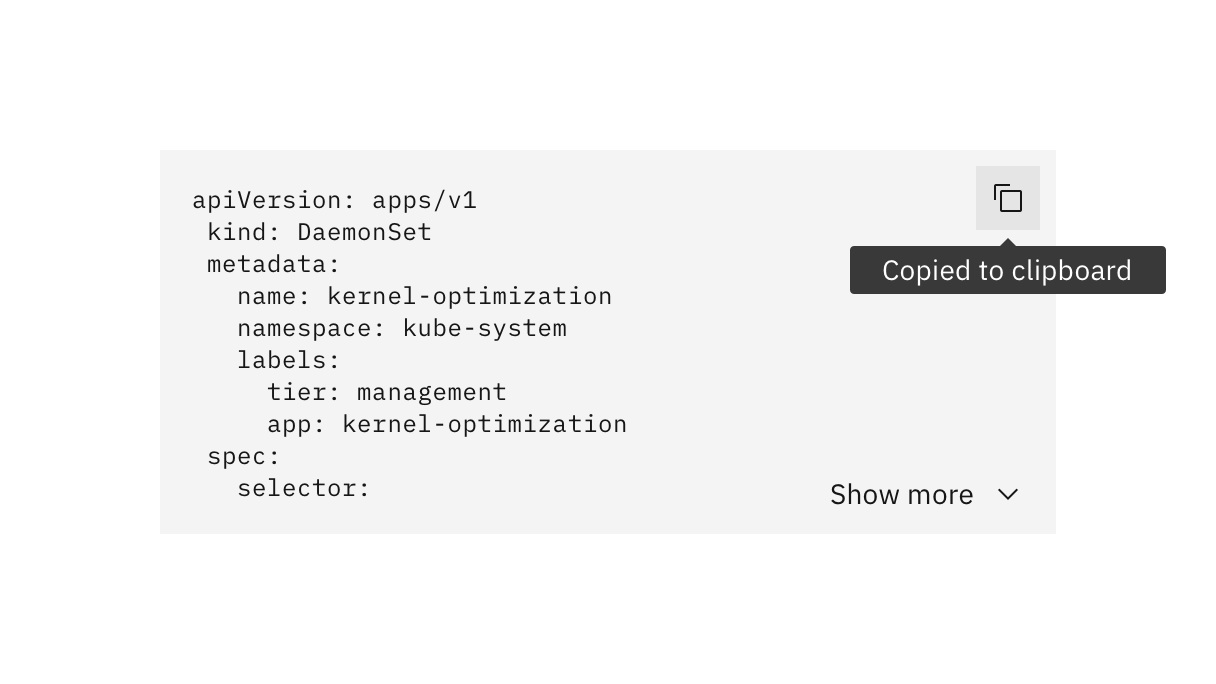 apiVersion: apps/v1
 kind: DaemonSet
 metadata:
   name: kernel-optimization
   namespace: kube-system
   labels:
     tier: management
     app: kernel-optimization
 spec:
   selector:
Copied to clipboard
Show more